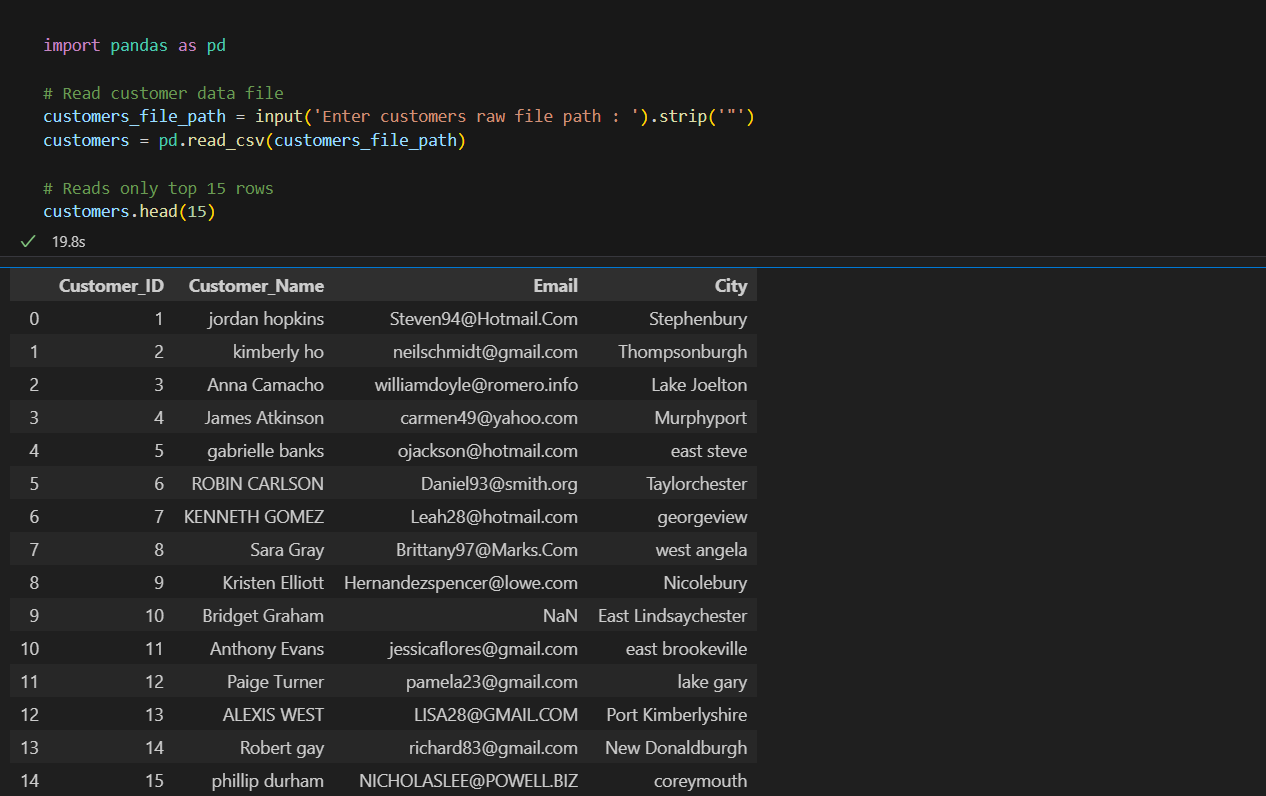 import pandas as pd
# Read customer data file
customers_file_path = input('Enter customers raw file path : ').strip('"')
customers = pd.read_csv(customers_file_path)
# Reads only top 15 rows
customers.head(15)
19.8s
Customer_ID Customer_Name Email City
0 1 jordan hopkins Steven94@Hotmail.Com Stephenbury
1 2 kimberly ho neilschmidt@gmail.com Thompsonburgh
2 3 Anna Camacho williamdoyle@romero.info Lake Joelton
3 4 James Atkinson carmen49@yahoo.com Murphyport
4 5 gabrielle banks ojackson@hotmail.com east steve
5 6 ROBIN CARLSON Daniel93@smith.org Taylorchester
6 7 KENNETH GOMEZ Leah28@hotmail.com georgeview
7 8 Sara Gray Brittany97@Marks.Com west angela
8 9 Kristen Elliott Hernandezspencer@lowe.com Nicolebury
9 10 Bridget Graham NaN East Lindsaychester
10 11 Anthony Evans jessicaflores@gmail.com east brookeville
11 12 Paige Turner pamela23@gmail.com lake gary
12 13 ALEXIS WEST LISA28@GMAIL.COM Port Kimberlyshire
13 14 Robert gay richard83@gmail.com New Donaldburgh
14 15 phillip durham NICHOLASLEE@POWELL.BIZ coreymouth